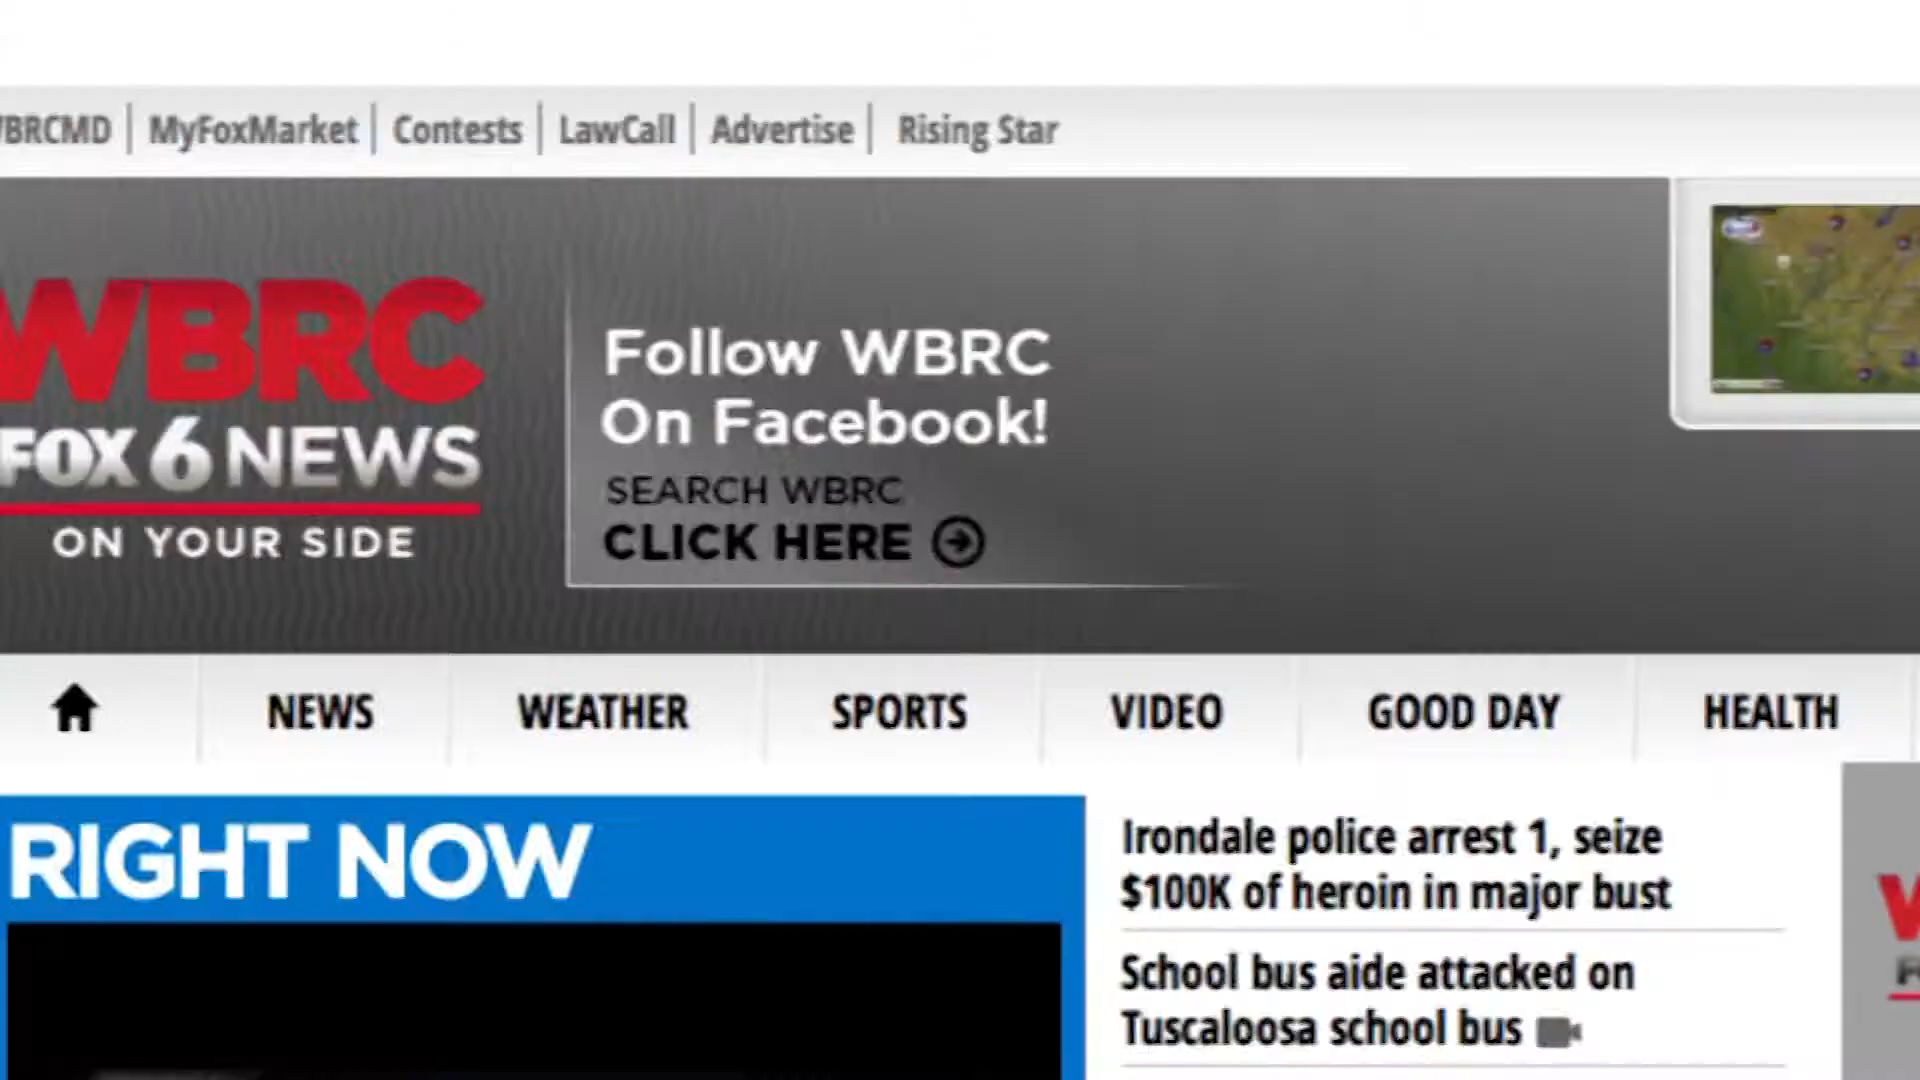 MyFoxMarket Contests LawCall Advertise Rising Star
WBRC
FOX 6 NEWS
ON YOUR SIDE
Follow WBRC
On Facebook!
SEARCH WBRC
CLICK HERE
NEWS WEATHER SPORTS VIDEO GOOD DAY HEALTH
RIGHT NOW
Irondale police arrest 1, seize
$100K of heroin in major bust
School bus aide attacked on
Tuscaloosa school bus